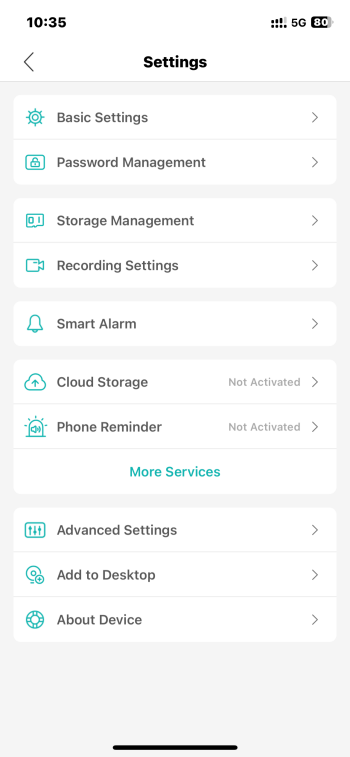 10:35
5G 80
Settings
Basic Settings
Password Management
Storage Management
Recording Settings
Smart Alarm
Cloud Storage Not Activated
Phone Reminder Not Activated
More Services
Advanced Settings
Add to Desktop
About Device